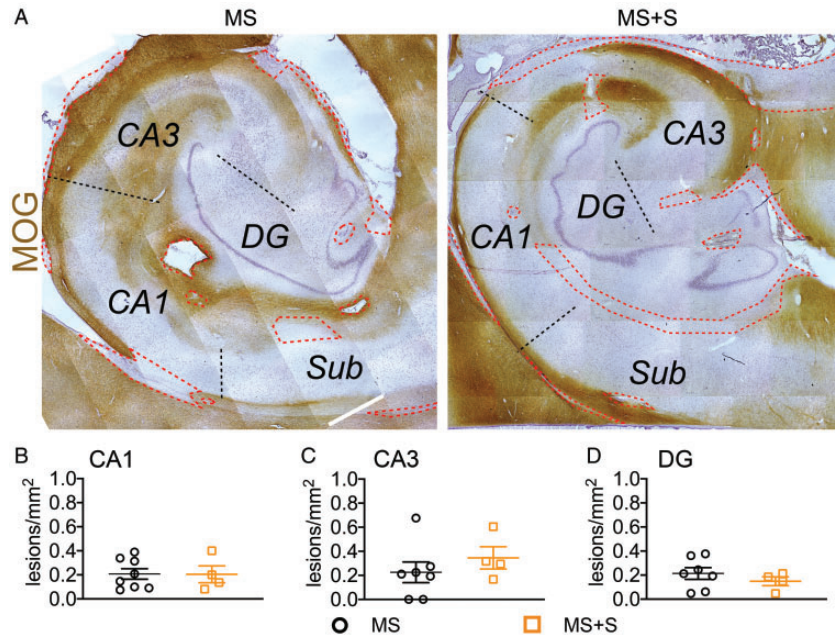 A MS MS+S
MOG
CA3 CA3
DG DG
CA1 CA1
Sub Sub
B CA1 C CA3 D DG
lesions/mm² lesions/mm² lesions/mm²
1.0 1.0 1.0
0.8 0.8 0.8
0.6 0.6 0.6
0.4 0.4 0.4
0.2 0.2 0.2
0.0 0.0 0.0
MS MS+S